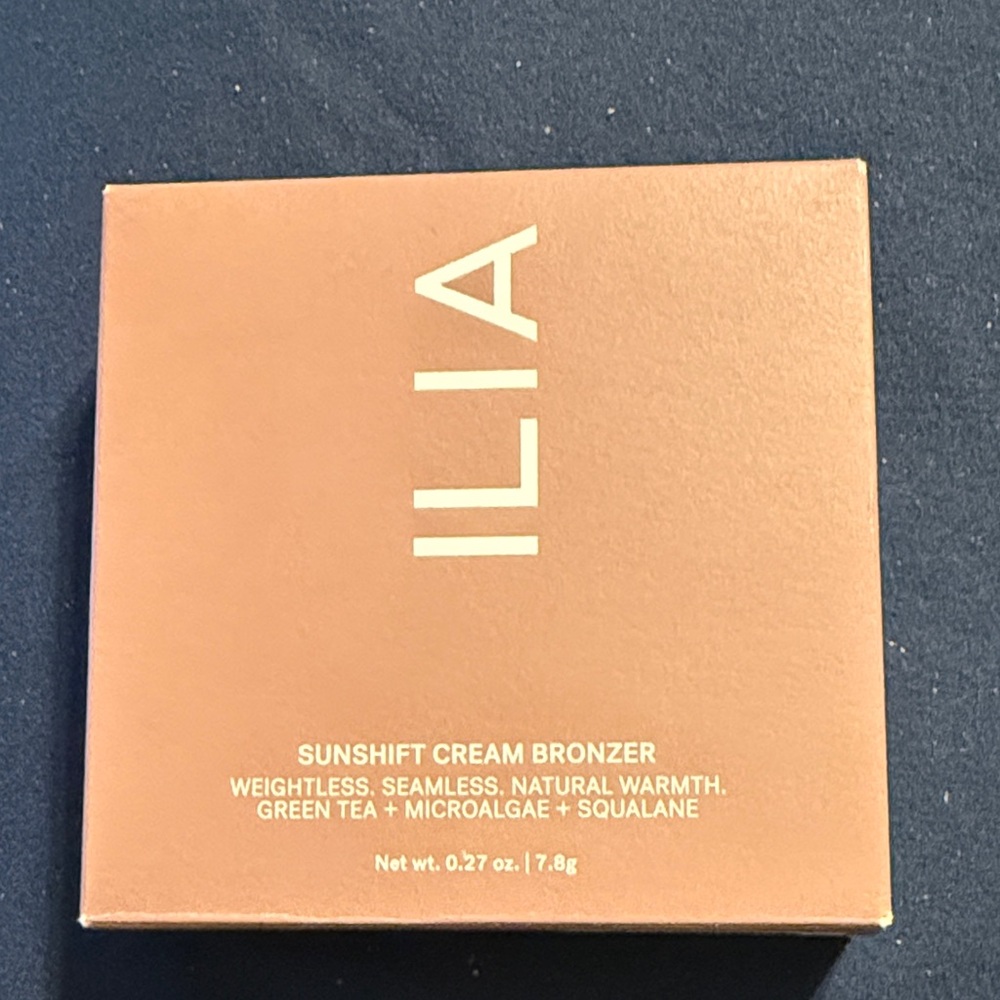 ILIA
SUNSHIFT CREAM BRONZER
WEIGHTLESS. SEAMLESS. NATURAL WARMTH.
GREEN TEA + MICROALGAE + SQUALANE
Net wt. 0.27 oz. | 7.8g